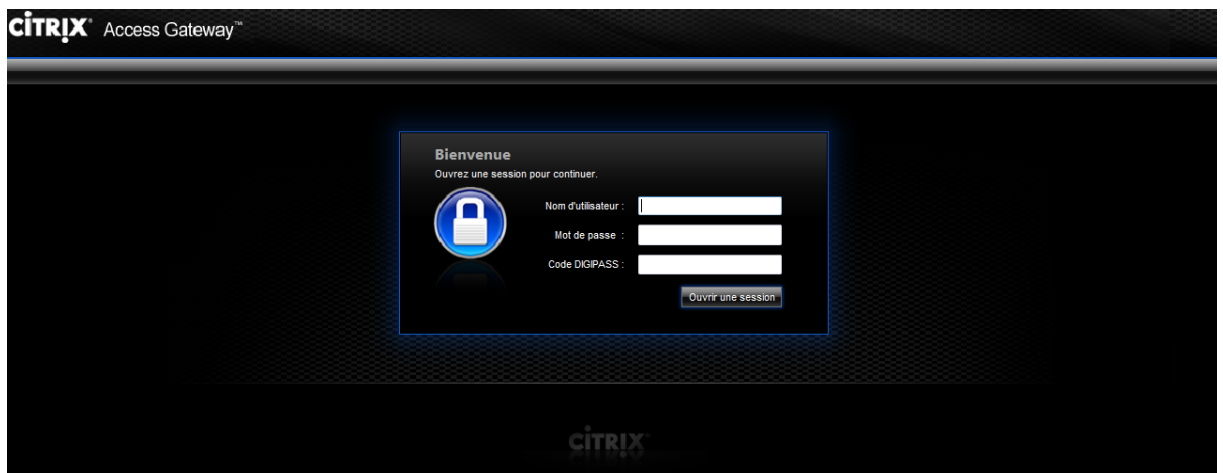 CITRIX® Access Gateway™
Bienvenue
Ouvrez une session pour continuer.
Nom d'utilisateur :
Mot de passe :
Code DIGIPASS :
Ouvrir une session
CITRIX